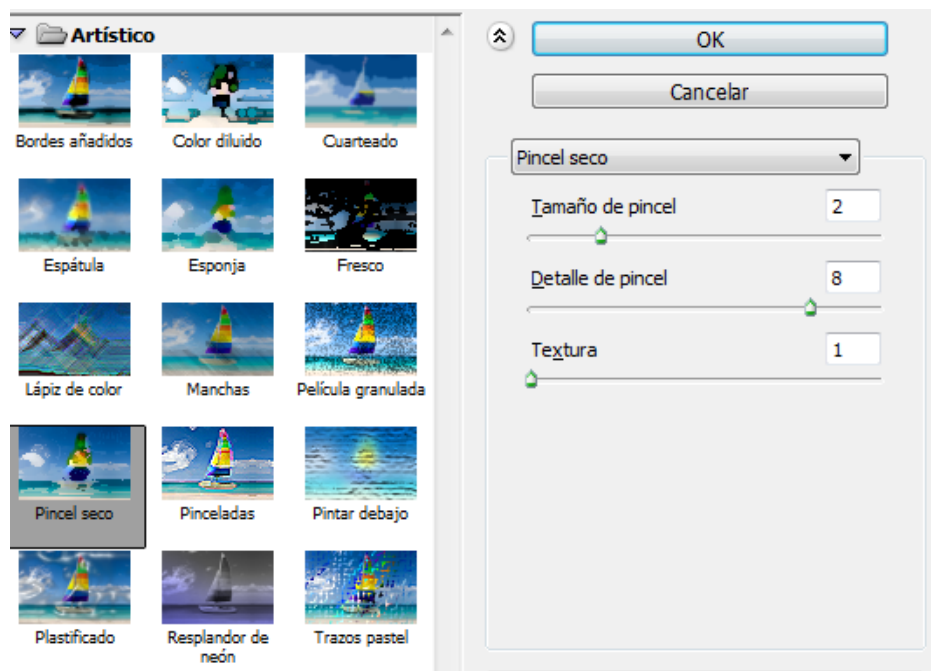 Artístico
Bordes añadidos
Color diluido
Cuarteado
Espátula
Esponja
Fresco
Lápiz de color
Manchas
Película granulada
Pincel seco
Pinceladas
Pintar debajo
Plastificado
Resplandor de
neón
Trazos pastel
OK
Cancelar
Pincel seco
Tamaño de pincel 2
Detalle de pincel 8
Textura 1